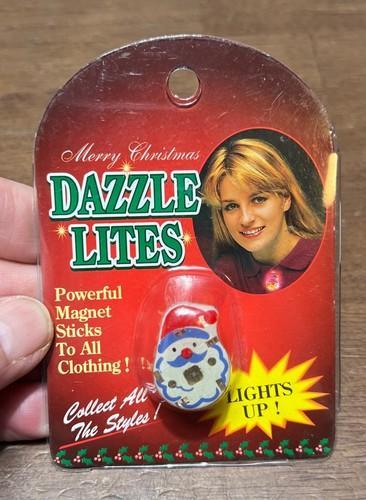 Merry Christmas
DAZZLE
LITES
Powerful
Magnet
Sticks
To All
Clothing !
Collect All
The Styles !
LIGHTS
UP !